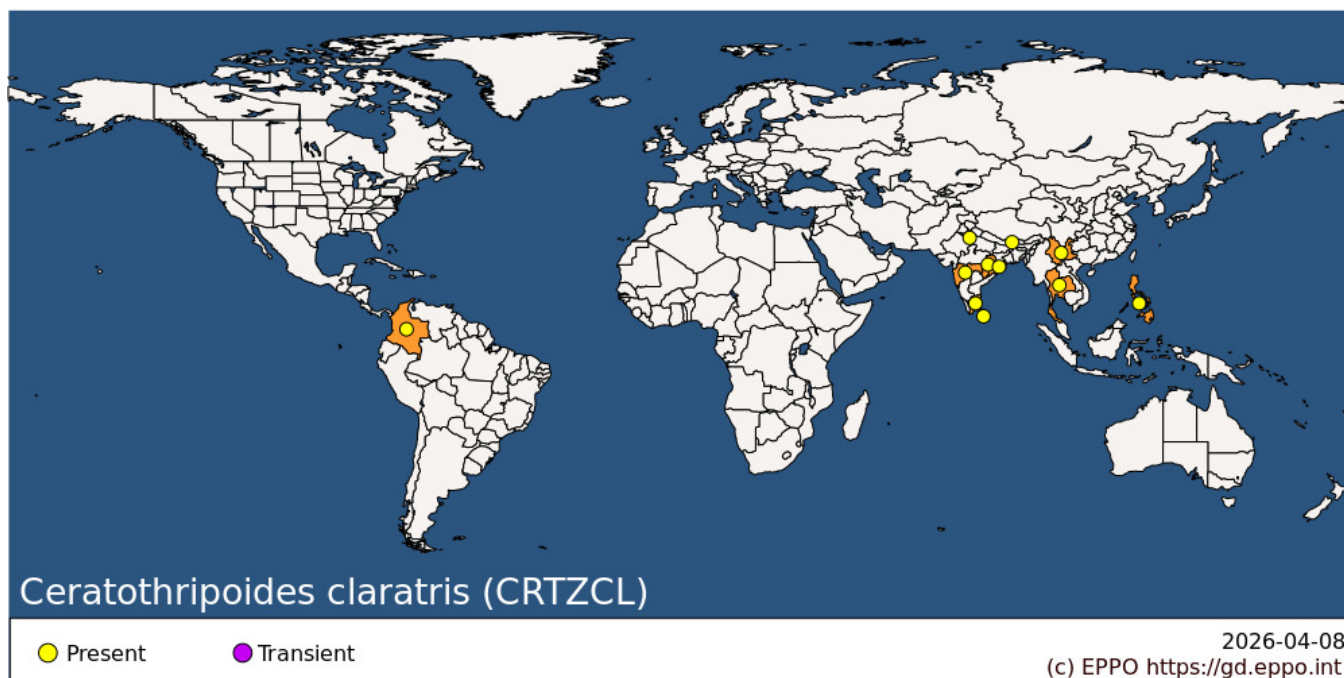 Ceratothripoides claratris (CRTZCL)
Present
Transient
2026-04-08
(c) EPPO https://gd.eppo.int